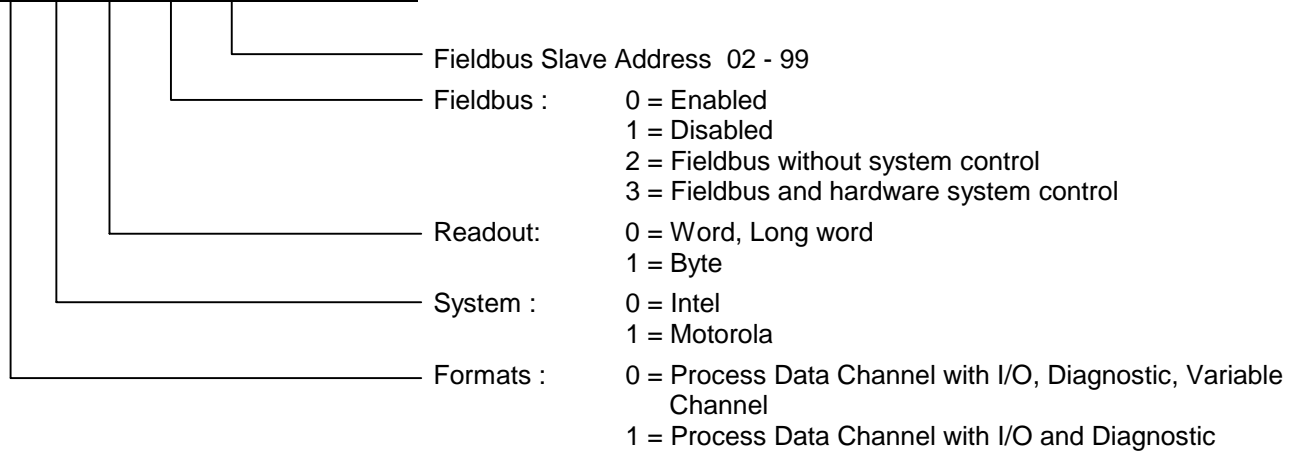 Fieldbus Slave Address 02 - 99
Fieldbus : 0 = Enabled
1 = Disabled
2 = Fieldbus without system control
3 = Fieldbus and hardware system control
Readout: 0 = Word, Long word
1 = Byte
System : 0 = Intel
1 = Motorola
Formats : 0 = Process Data Channel with I/O, Diagnostic, Variable
Channel
1 = Process Data Channel with I/O and Diagnostic